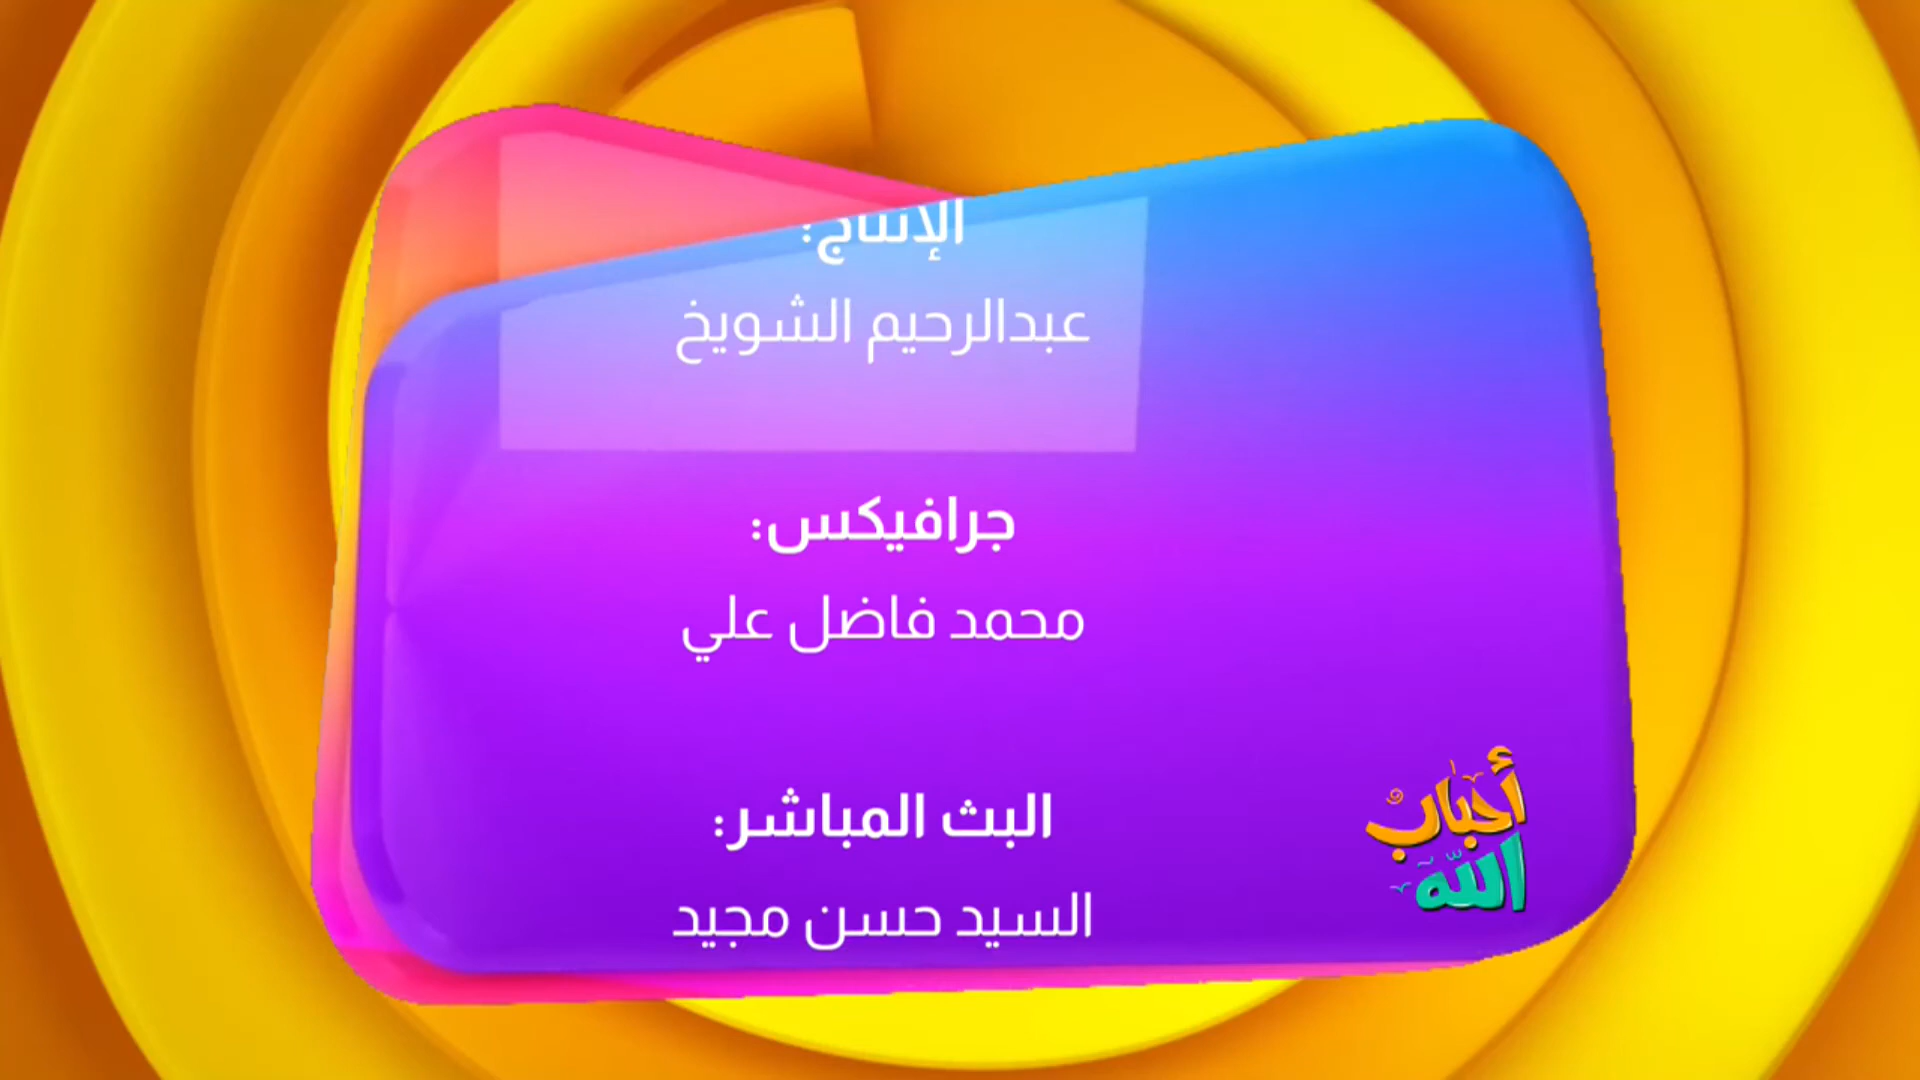 الإنتاج:
عبدالرحيم الشويخ
جرافيكس:
محمد فاضل علي
البث المباشر:
السيد حسن مجيد
أحباب
الله